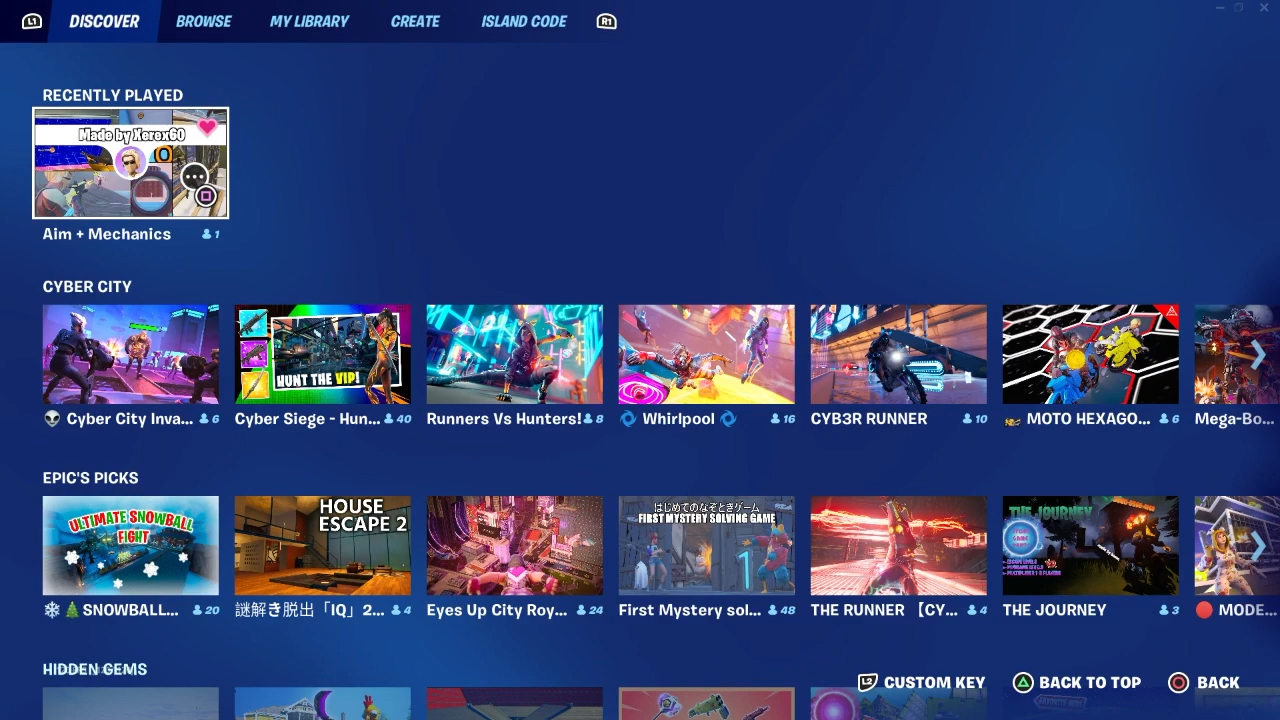 L1 DISCOVER BROWSE MY LIBRARY CREATE ISLAND CODE R1
RECENTLY PLAYED
Made by Xerex60
Aim + Mechanics 1
CYBER CITY
HUNT THE VIP!
Cyber City Inva... 6
Cyber Siege - Hun... 40
Runners Vs Hunters! 8
Whirlpool 16
CYB3R RUNNER 10
MOTO HEXAGO... 6
Mega-Bo...
EPIC'S PICKS
ULTIMATE SNOWBALL
FIGHT
HOUSE
ESCAPE 2
はじめてのなぞときゲーム
FIRST MYSTERY SOLVING GAME
THE JOURNEY
SNOWBALL... 20
謎解き脱出「IQ」2... 4
Eyes Up City Roy... 24
First Mystery sol... 48
THE RUNNER 【CY... 4
THE JOURNEY 3
MODE...
HIDDEN GEMS
L2 CUSTOM KEY BACK TO TOP BACK